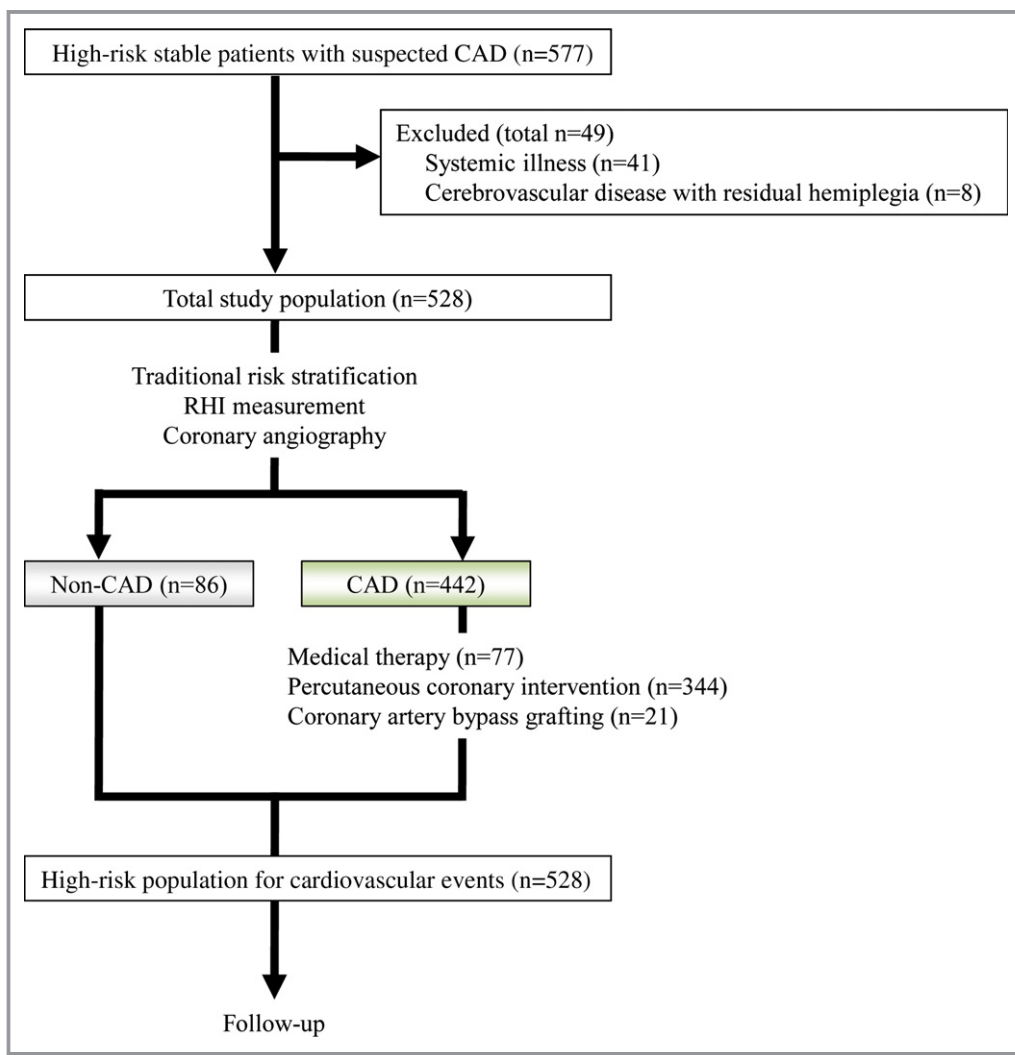 High-risk stable patients with suspected CAD (n=577)
Excluded (total n=49)
Systemic illness (n=41)
Cerebrovascular disease with residual hemiplegia (n=8)
Total study population (n=528)
Traditional risk stratification
RHI measurement
Coronary angiography
Non-CAD (n=86)
CAD (n=442)
Medical therapy (n=77)
Percutaneous coronary intervention (n=344)
Coronary artery bypass grafting (n=21)
High-risk population for cardiovascular events (n=528)
Follow-up